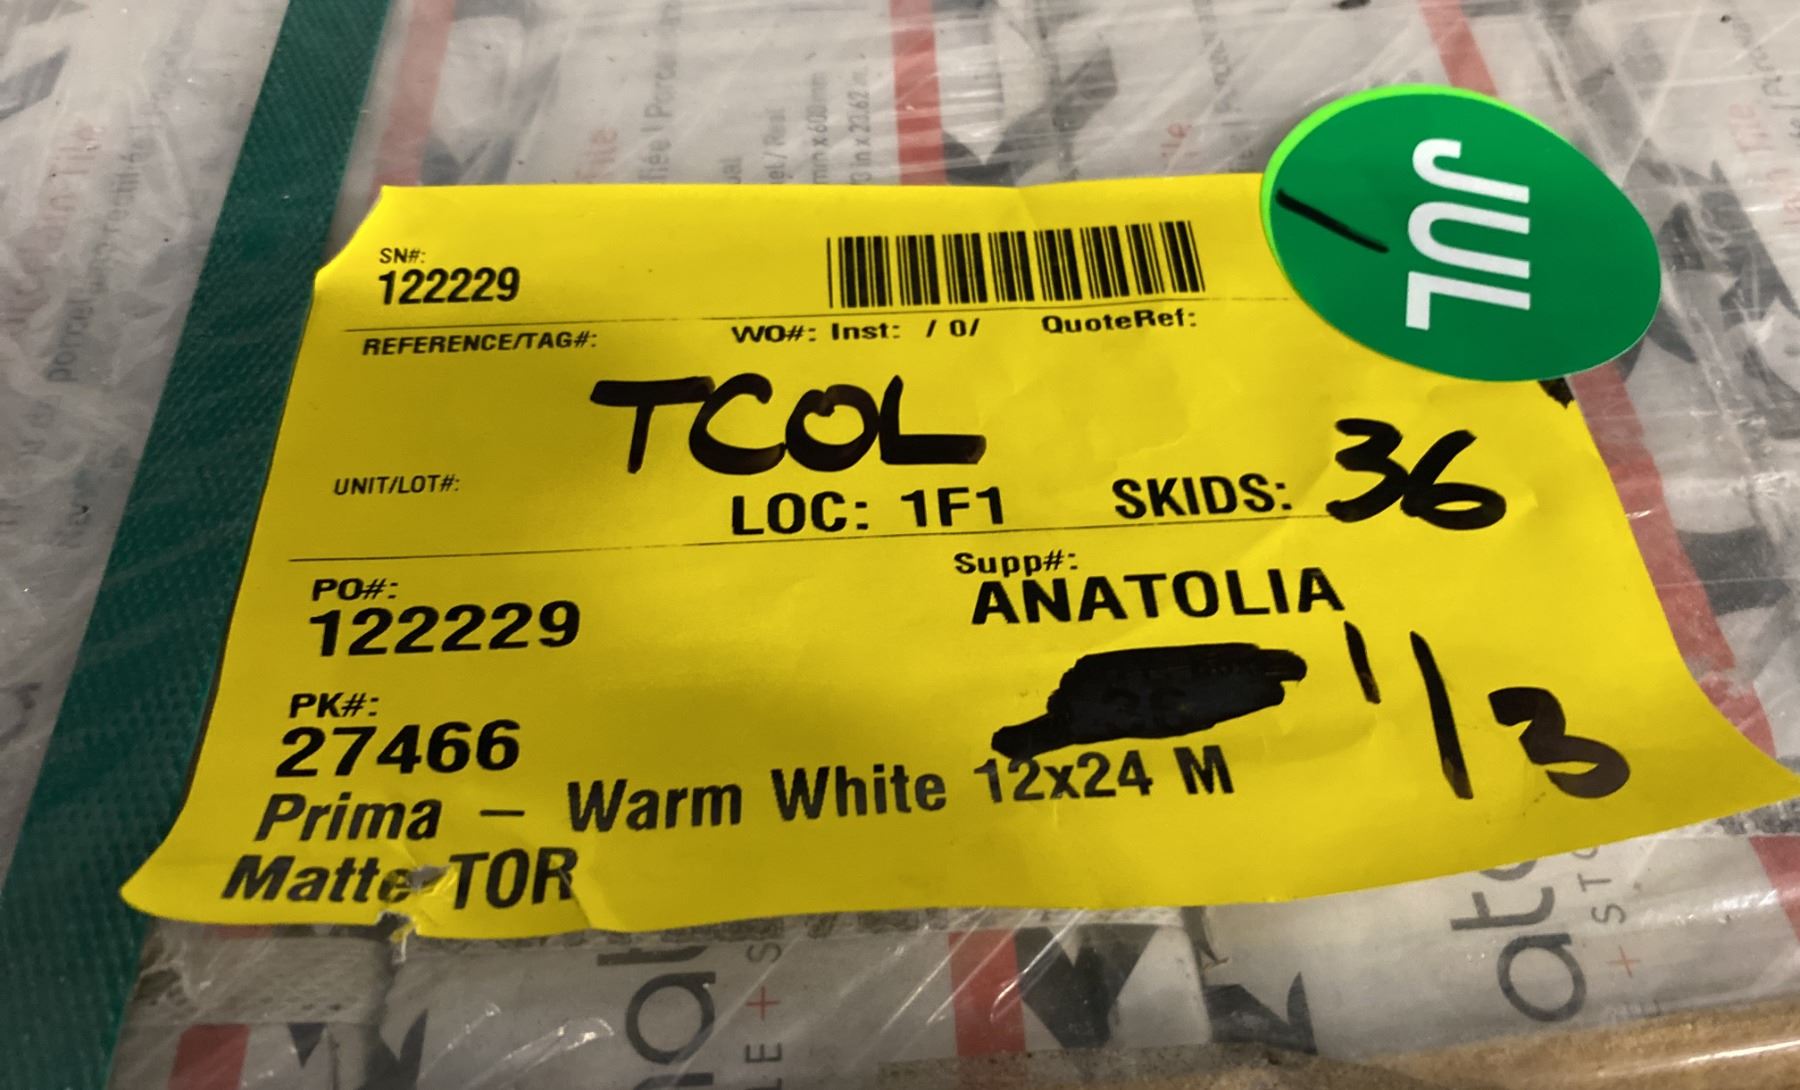 SN#:
122229
JUL
REFERENCE/TAG#:
WO#: Inst: / 0/ QuoteRef:
TCOL
UNIT/LOT#:
LOC: 1F1 SKIDS: 36
PO#:
122229
Supp#:
ANATOLIA
PK#:
27466
1/3
Prima – Warm White 12x24 M
Matte TOR